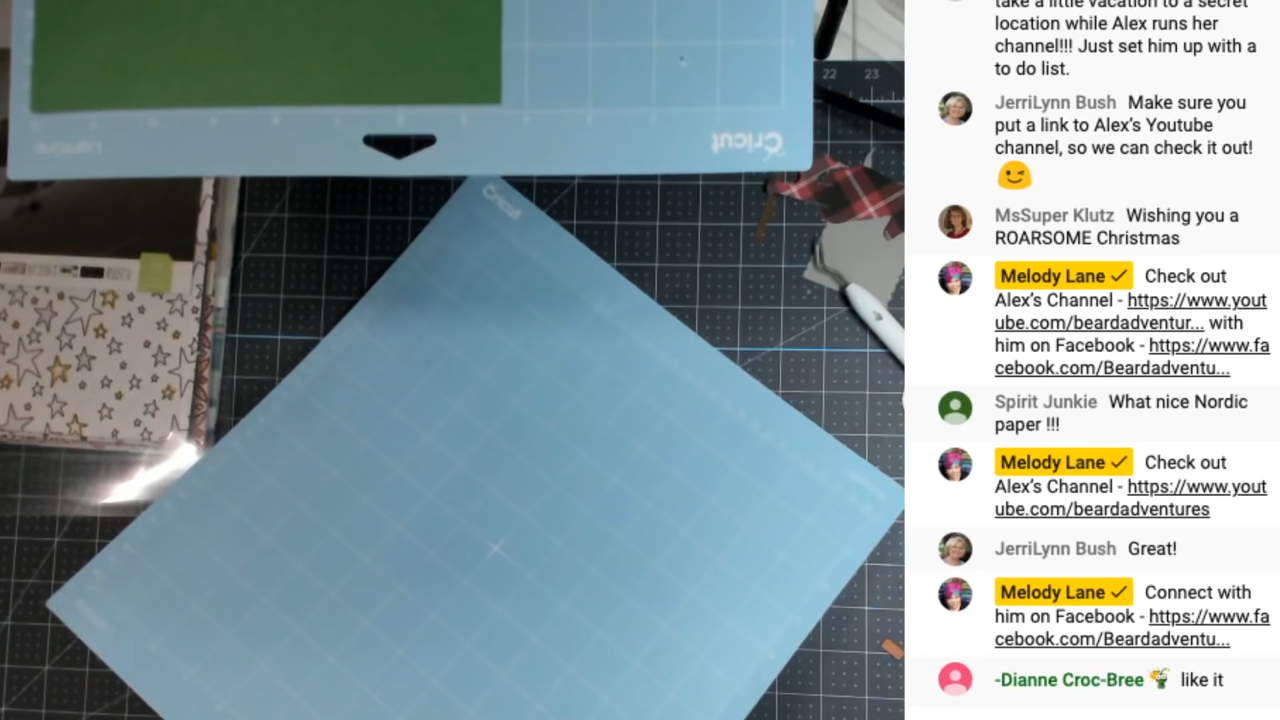 take a little vacation to a secret
location while Alex runs her
channel!!! Just set him up with a
to do list.
JerriLynn Bush Make sure you
put a link to Alex's Youtube
channel, so we can check it out!
MsSuper Klutz Wishing you a
ROARSOME Christmas
Melody Lane Check out
Alex's Channel - https://www.yout
ube.com/beardadventur... with
him on Facebook - https://www.fa
cebook.com/Beardadventu...
Spirit Junkie What nice Nordic
paper !!!
Melody Lane Check out
Alex's Channel - https://www.yout
ube.com/beardadventures
JerriLynn Bush Great!
Melody Lane Connect with
him on Facebook - https://www.fa
cebook.com/Beardadventu...
-Dianne Croc-Bree like it
22 23
Cricut
Cricut